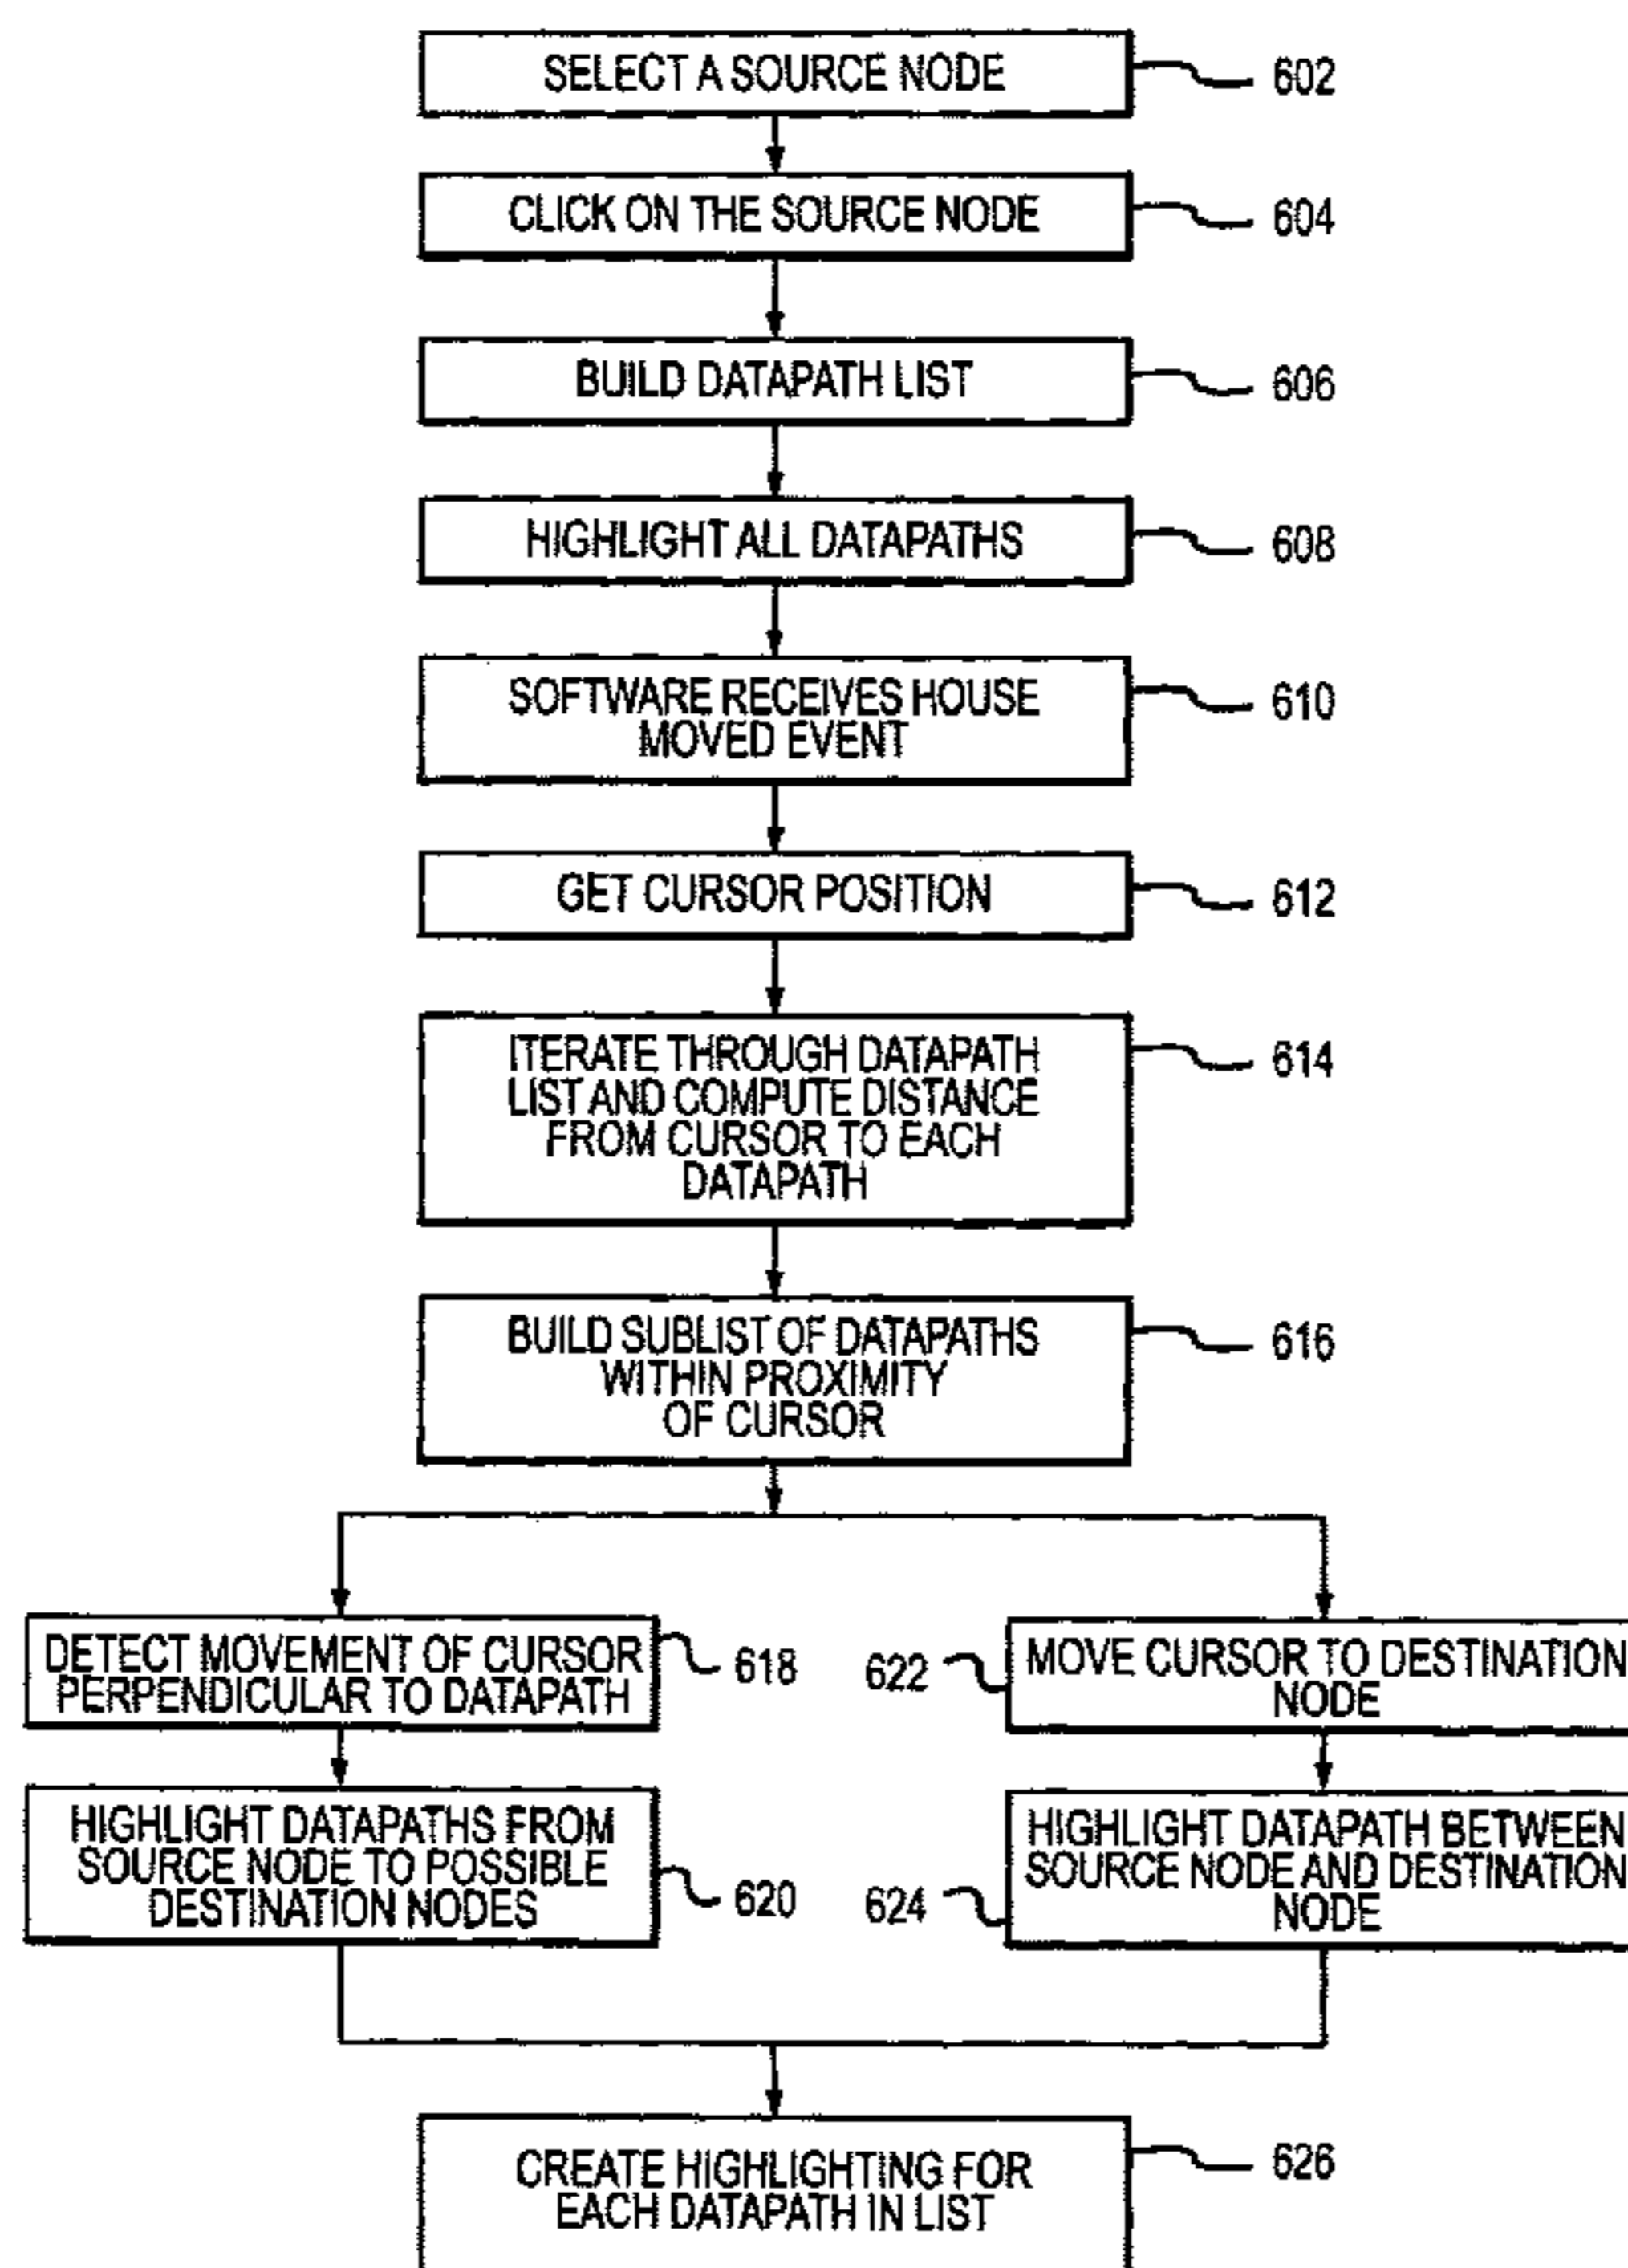 SELECT A SOURCE NODE
602
CLICK ON THE SOURCE NODE
604
BUILD DATAPATH LIST
606
HIGHLIGHT ALL DATAPATHS
608
SOFTWARE RECEIVES HOUSE
MOVED EVENT
610
GET CURSOR POSITION
612
ITERATE THROUGH DATAPATH
LIST AND COMPUTE DISTANCE
FROM CURSOR TO EACH
DATAPATH
614
BUILD SUBLIST OF DATAPATHS
WITHIN PROXIMITY
OF CURSOR
616
DETECT MOVEMENT OF CURSOR
PERPENDICULAR TO DATAPATH
618
622
MOVE CURSOR TO DESTINATION
NODE
HIGHLIGHT DATAPATHS FROM
SOURCE NODE TO POSSIBLE
DESTINATION NODES
620
624
HIGHLIGHT DATAPATH BETWEEN
SOURCE NODE AND DESTINATION
NODE
CREATE HIGHLIGHTING FOR
EACH DATAPATH IN LIST
626